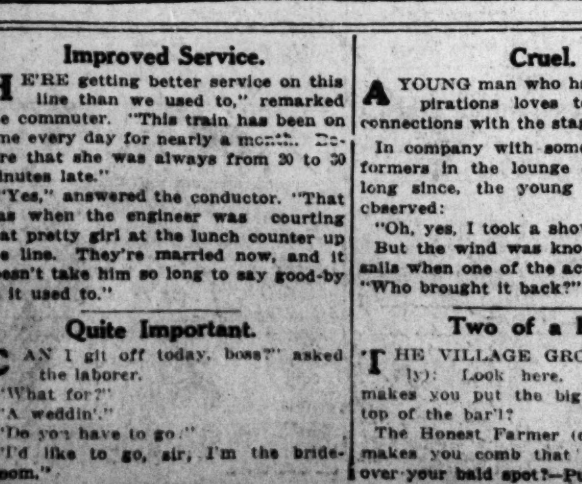 Improved Service.
HE'RE getting better service on this
line than we used to," remarked
e commuter. "This train has been on
me every day for nearly a month. Be-
re that she was always from 20 to 30
inutes late."
"Yes," answered the conductor. "That
as when the engineer was courting
at pretty girl at the lunch counter up
e line. They're married now, and it
esn't take him so long to say good-by
it used to."
Quite Important.
CAN I git off today, boss?" asked
the laborer.
"What for?"
"A weddin'."
"Do you have to go?"
"I'd like to go, sir, I'm the bride-
oom."
Cruel.
A YOUNG man who ha
pirations loves t
connections with the stag
In company with som
formers in the lounge
long since, the young
observed:
"Oh, yes, I took a sho
But the wind was kno
sails when one of the ac
"Who brought it back?"
Two of a
THE VILLAGE GRO
ly): Look here,
makes you put the big
top of the bar'l?
The Honest Farmer (
makes you comb that
over your bald spot?—Pu